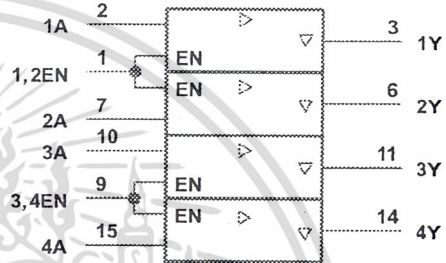 1A 2 3 1Y
1,2EN 1 EN
EN 6 2Y
2A 7
3A 10
11 3Y
3,4EN 9 EN
EN 14 4Y
4A 15